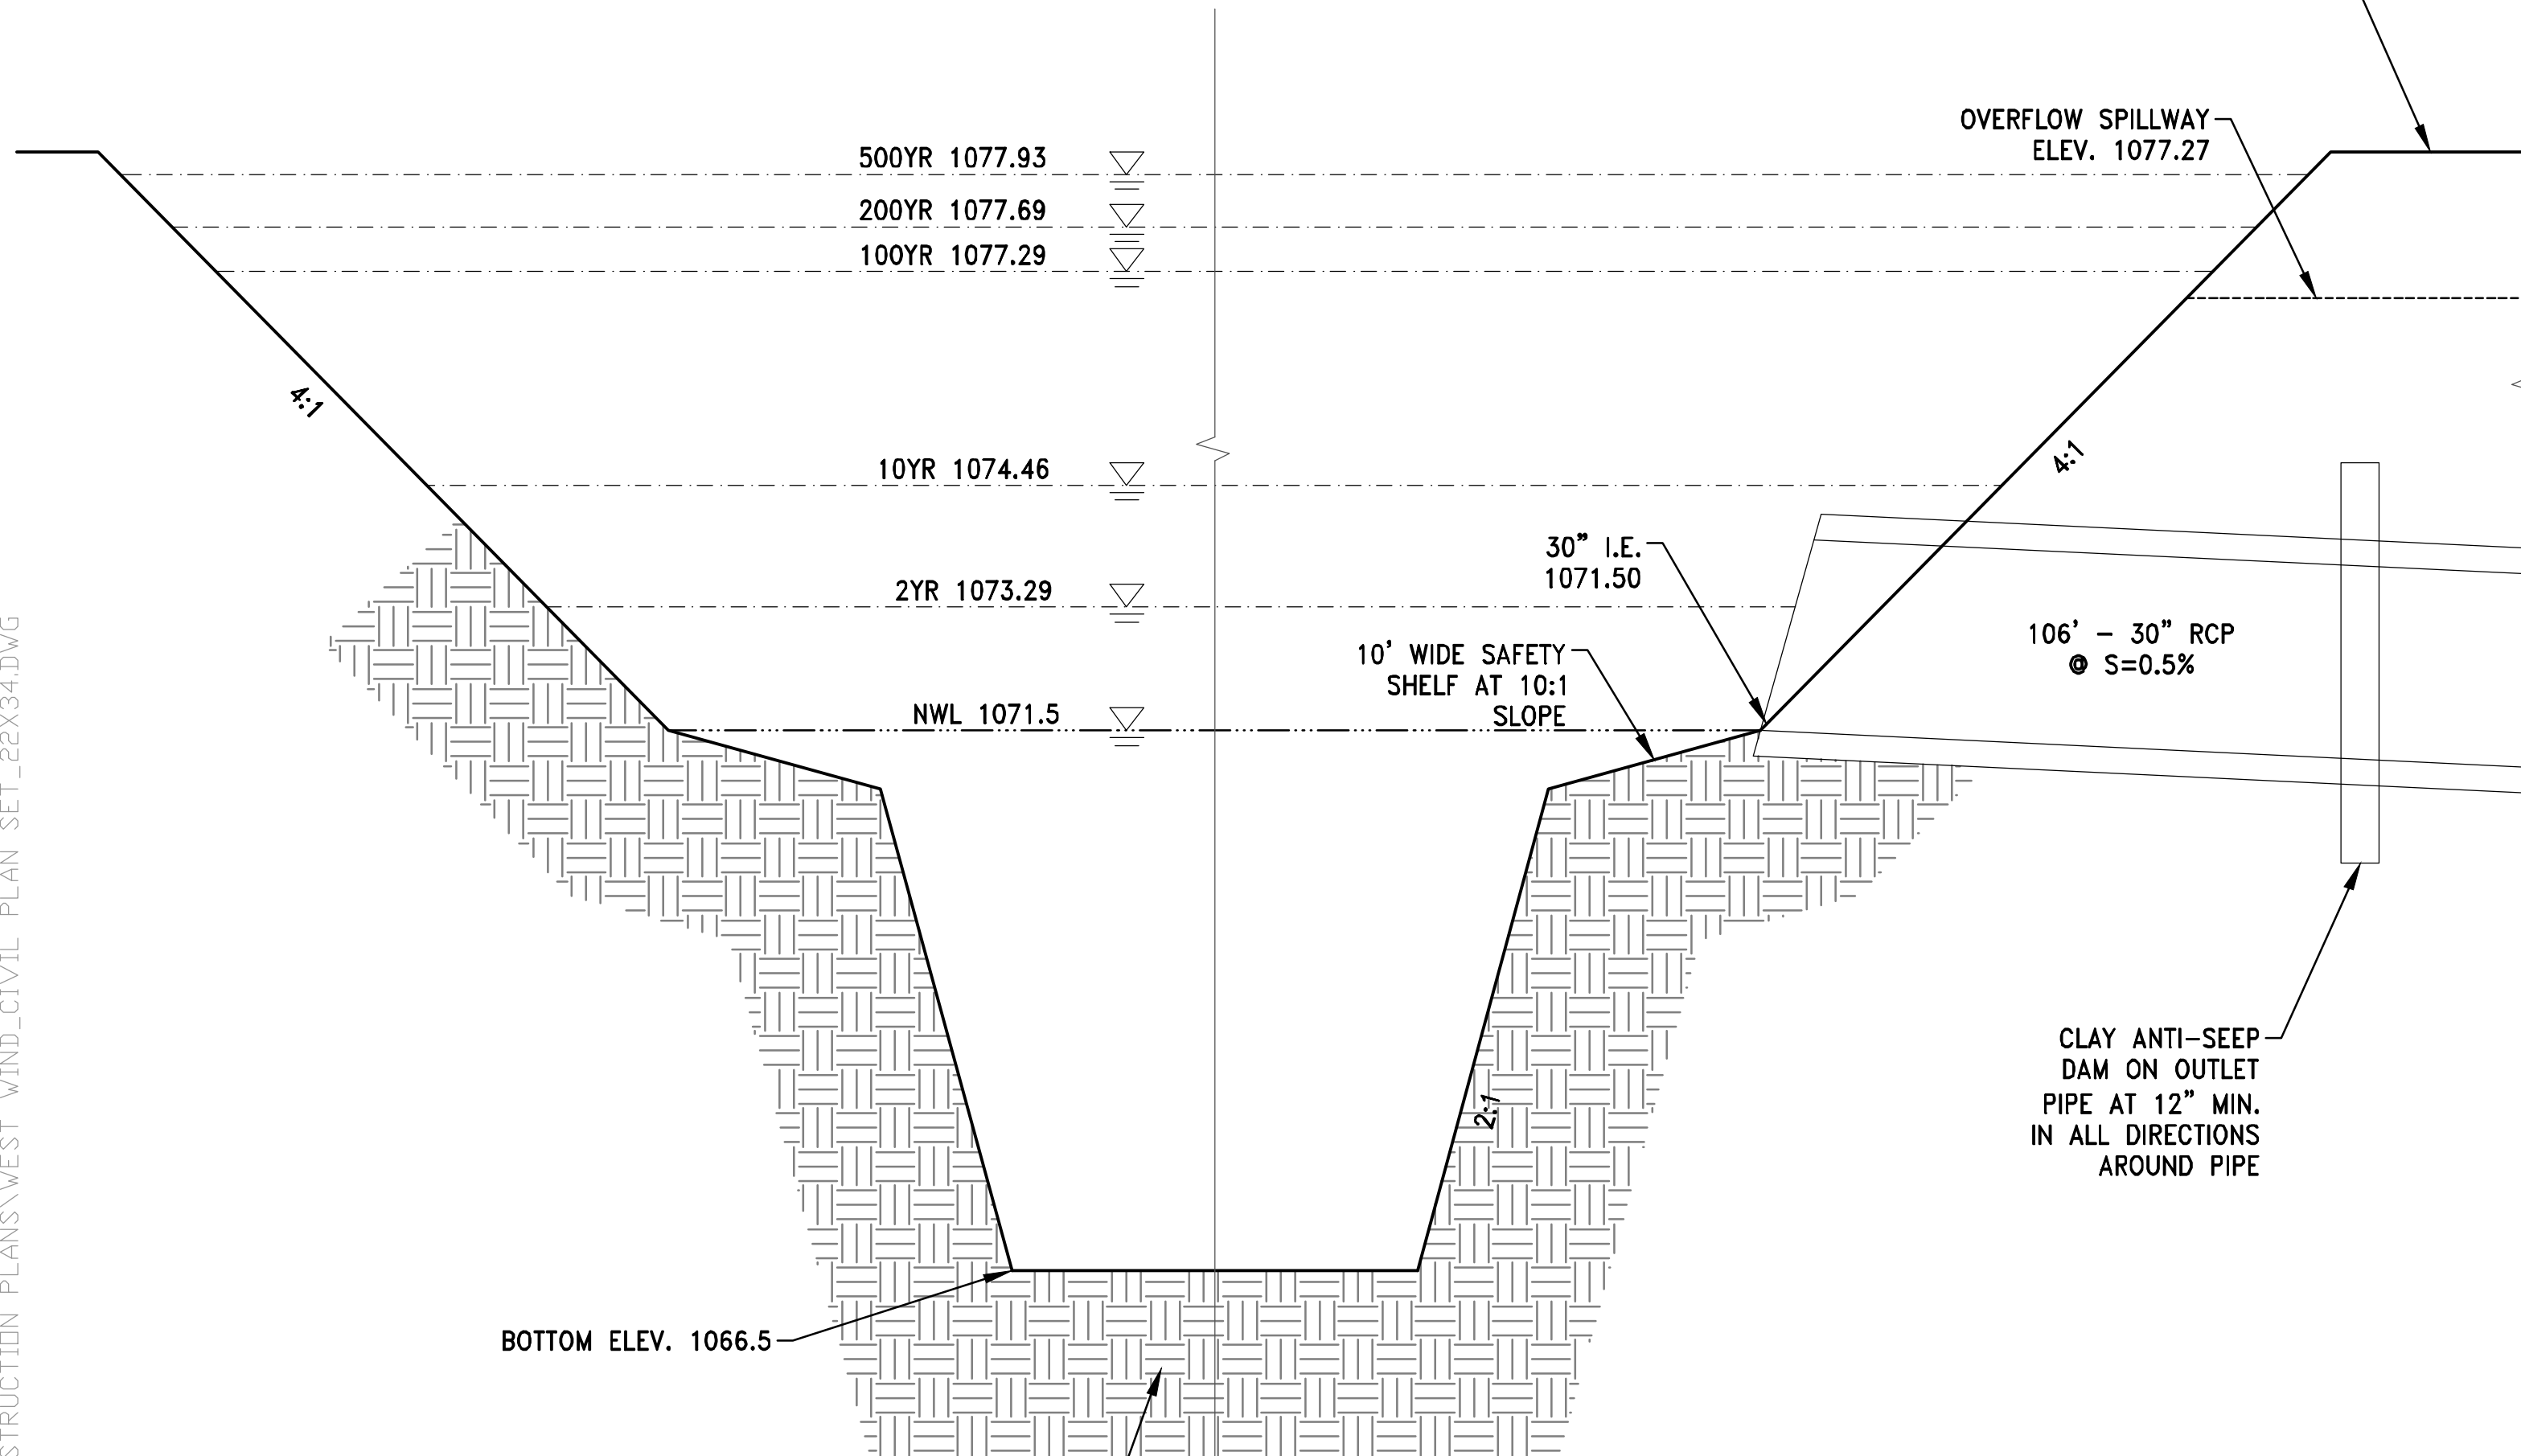 OVERFLOW SPILLWAY
ELEV. 1077.27
500YR 1077.93
200YR 1077.69
100YR 1077.29
4:1
10YR 1074.46
4:1
30” I.E.
1071.50
2YR 1073.29
106’ – 30” RCP
@ S=0.5%
10’ WIDE SAFETY
SHELF AT 10:1
SLOPE
NWL 1071.5
CLAY ANTI–SEEP
DAM ON OUTLET
PIPE AT 12” MIN.
IN ALL DIRECTIONS
AROUND PIPE
2:1
BOTTOM ELEV. 1066.5
STRUCTION PLANS\WEST WIND_CIVIL PLAN SET_22X34.DWG